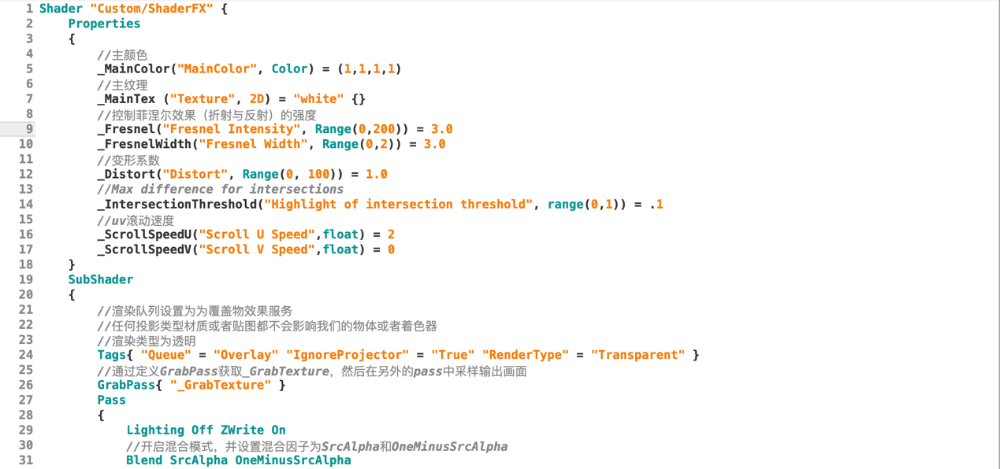 1 Shader "Custom/ShaderFX" {
2 Properties
3 {
4 //主颜色
5 _MainColor("MainColor", Color) = (1,1,1,1)
6 //主纹理
7 _MainTex ("Texture", 2D) = "white" {}
8 //控制菲涅尔效果（折射与反射）的强度
9 _Fresnel("Fresnel Intensity", Range(0,200)) = 3.0
10 _FresnelWidth("Fresnel Width", Range(0,2)) = 3.0
11 //变形系数
12 _Distort("Distort", Range(0, 100)) = 1.0
13 //Max difference for intersections
14 _IntersectionThreshold("Highlight of intersection threshold", range(0,1)) = .1
15 //uv滚动速度
16 _ScrollSpeedU("Scroll U Speed",float) = 2
17 _ScrollSpeedV("Scroll V Speed",float) = 0
18 }
19 SubShader
20 {
21 //渲染队列设置为为覆盖物效果服务
22 //任何投影类型材质或者贴图都不会影响我们的物体或者着色器
23 //渲染类型为透明
24 Tags{ "Queue" = "Overlay" "IgnoreProjector" = "True" "RenderType" = "Transparent" }
25 //通过定义GrabPass获取_GrabTexture，然后在另外的pass中采样输出画面
26 GrabPass{ "_GrabTexture" }
27 Pass
28 {
29 Lighting Off ZWrite On
30 //开启混合模式，并设置混合因子为SrcAlpha和OneMinusSrcAlpha
31 Blend SrcAlpha OneMinusSrcAlpha